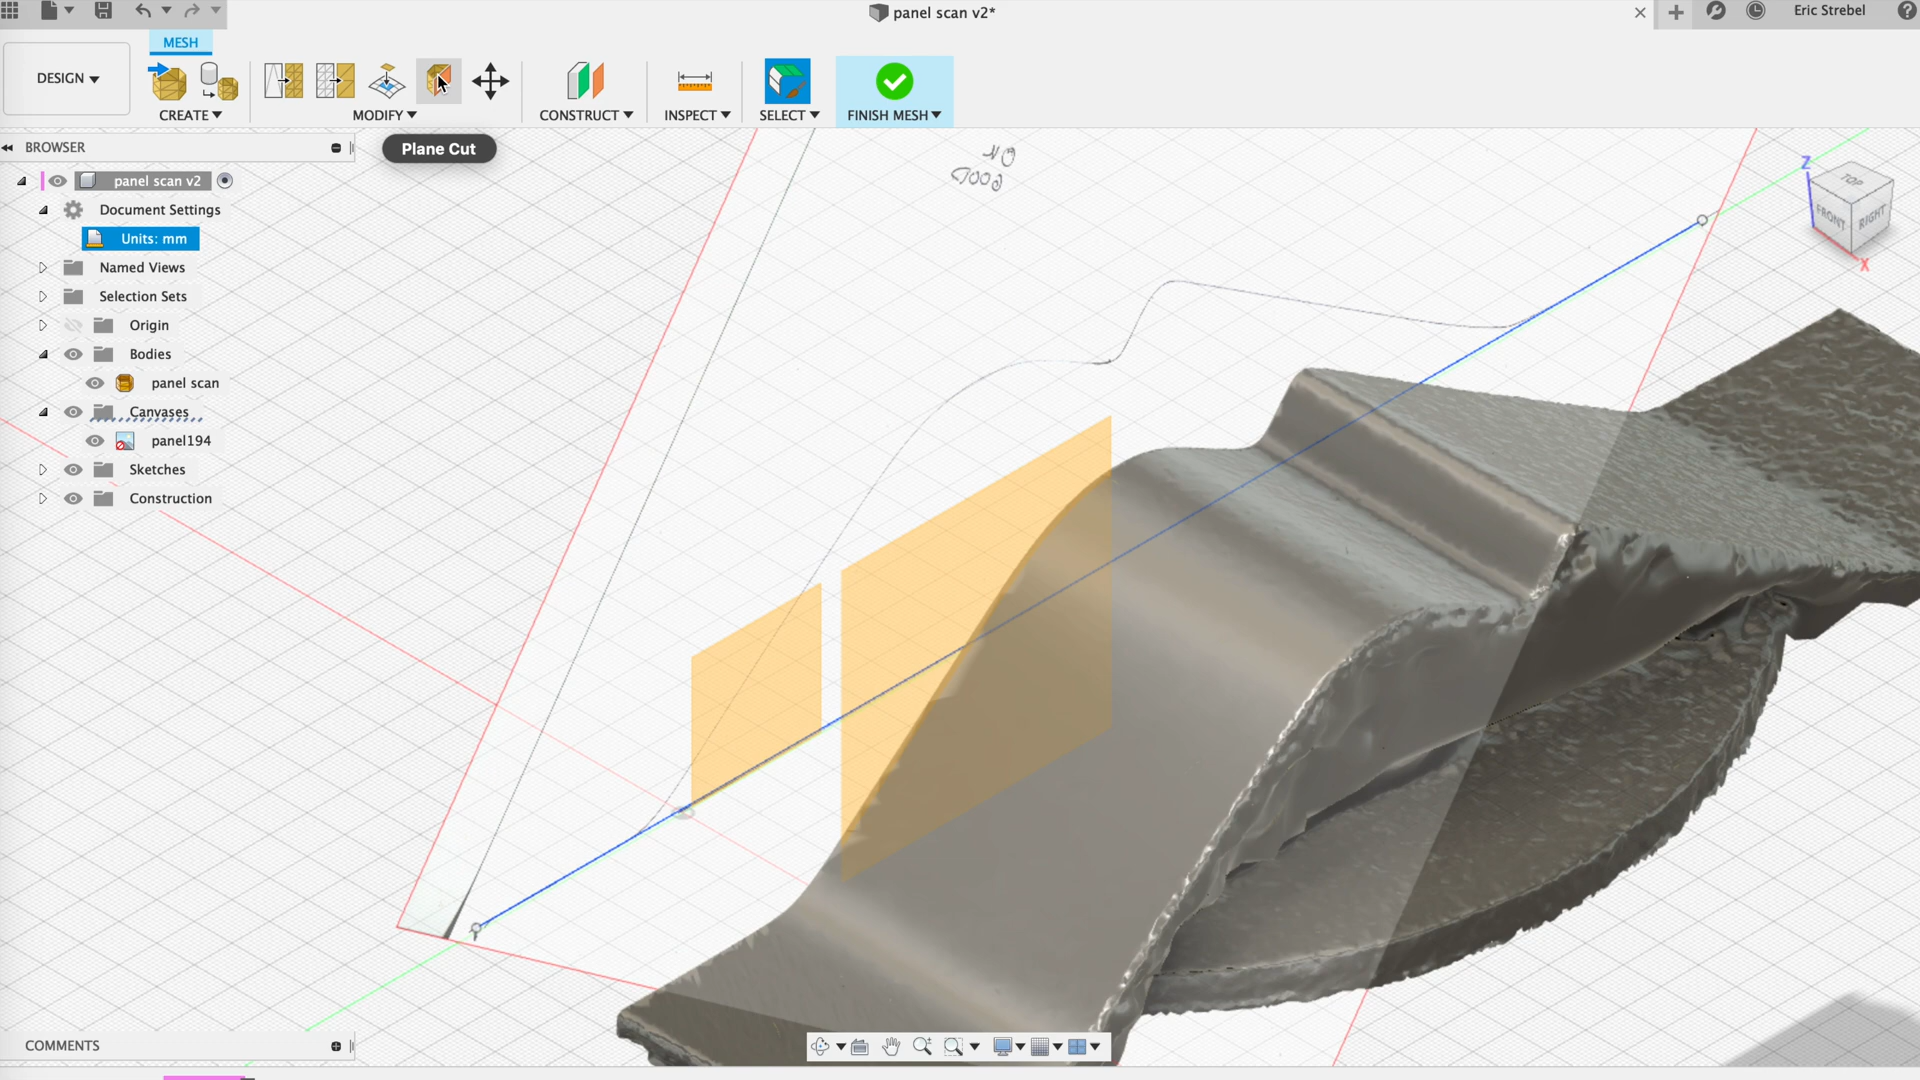 panel scan v2*
Eric Strebel
MESH
DESIGN
CREATE
MODIFY
CONSTRUCT
INSPECT
SELECT
FINISH MESH
Plane Cut
BROWSER
panel scan v2
Document Settings
Units: mm
Named Views
Selection Sets
Origin
Bodies
panel scan
Canvases
panel194
Sketches
Construction
NO
GOOD
Z
TOP
FRONT
RIGHT
X
COMMENTS